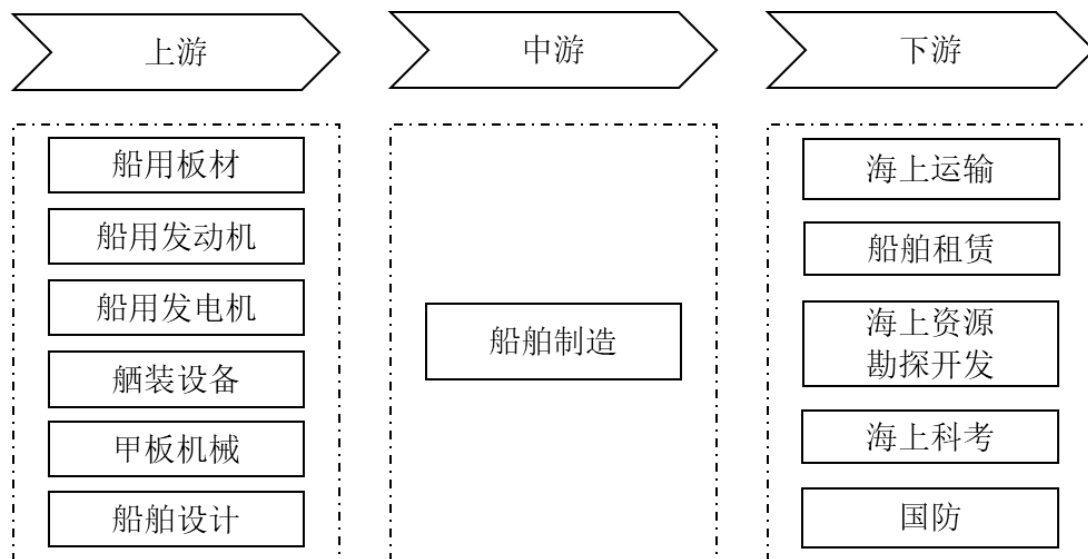 上游
中游
下游
船用板材
船用发动机
船用发电机
舾装设备
甲板机械
船舶设计
船舶制造
海上运输
船舶租赁
海上资源
勘探开发
海上科考
国防